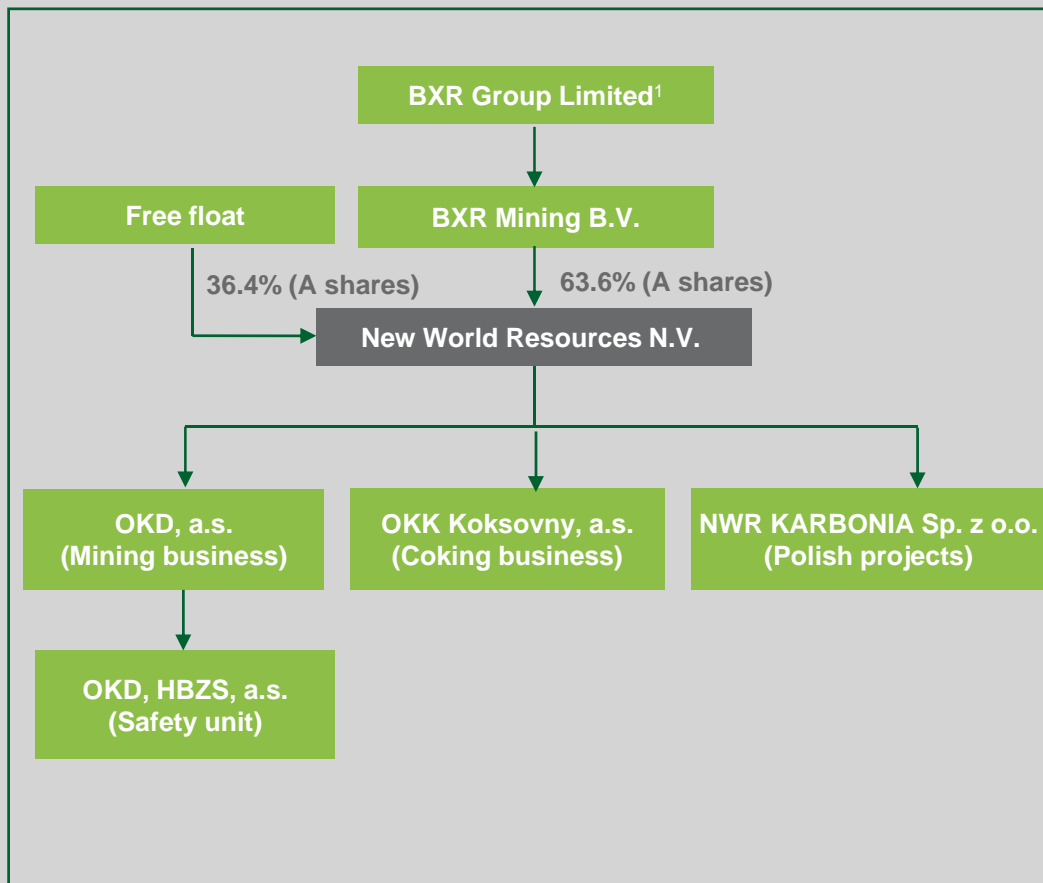 BXR Group Limited¹
Free float
BXR Mining B.V.
36.4% (A shares)
63.6% (A shares)
New World Resources N.V.
OKD, a.s.
(Mining business)
OKK Koksovny, a.s.
(Coking business)
NWR KARBONIA Sp. z o.o.
(Polish projects)
OKD, HBZS, a.s.
(Safety unit)